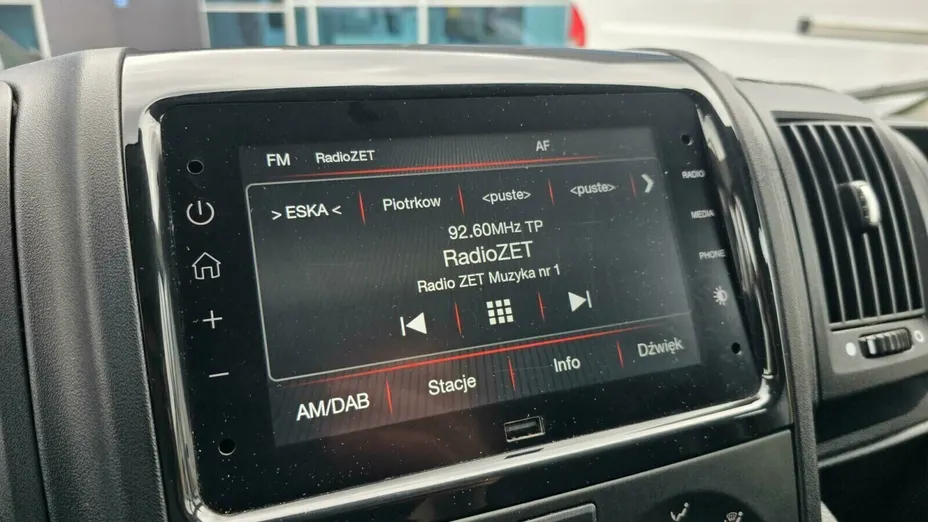 FM RadioZET AF
> ESKA < Piotrkow <puste> <puste>
92.60MHz TP
RadioZET
Radio ZET Muzyka nr 1
AM/DAB Stacje Info Dźwięk
RADIO
MEDIA
PHONE